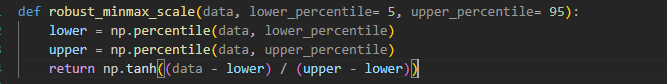 def robust_minmax_scale(data, lower_percentile= 5, upper_percentile= 95):
    lower = np.percentile(data, lower_percentile)
    upper = np.percentile(data, upper_percentile)
    return np.tanh((data - lower) / (upper - lower))